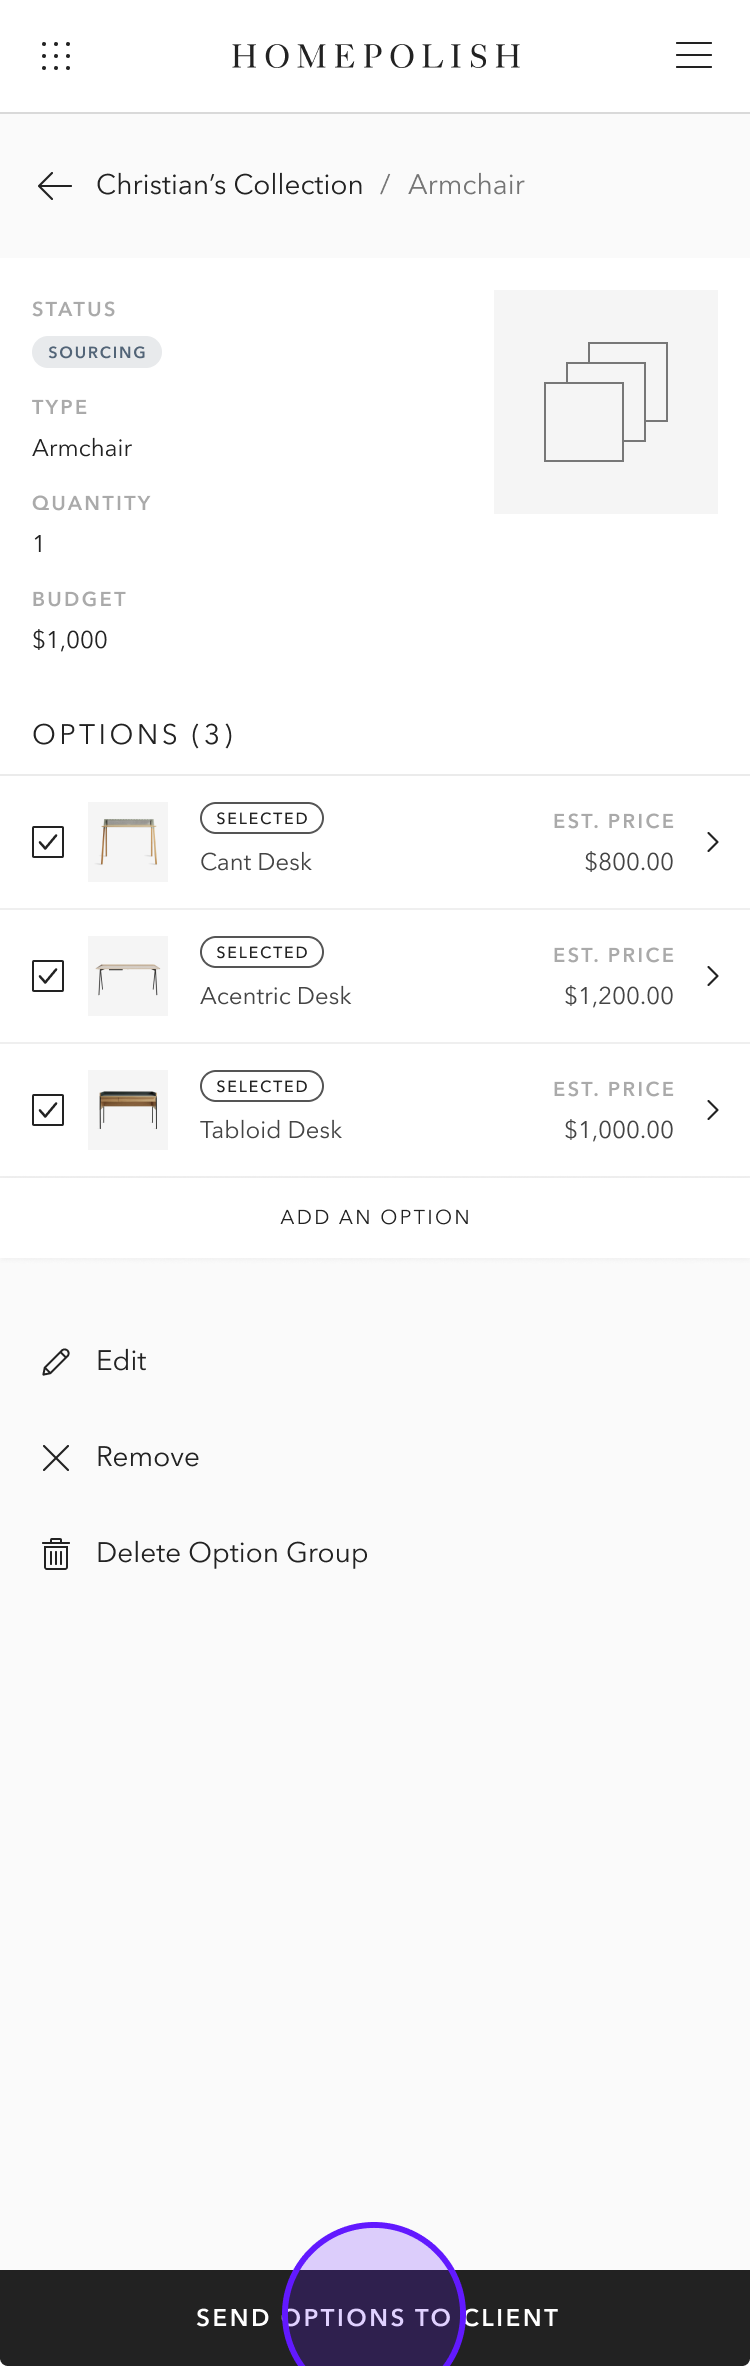 HOMEPOLISH
Christian’s Collection / Armchair
STATUS
SOURCING
TYPE
Armchair
QUANTITY
1
BUDGET
$1,000
OPTIONS (3)
SELECTED
Cant Desk
EST. PRICE
$800.00
SELECTED
Acentric Desk
EST. PRICE
$1,200.00
SELECTED
Tabloid Desk
EST. PRICE
$1,000.00
ADD AN OPTION
Edit
Remove
Delete Option Group
SEND OPTIONS TO CLIENT